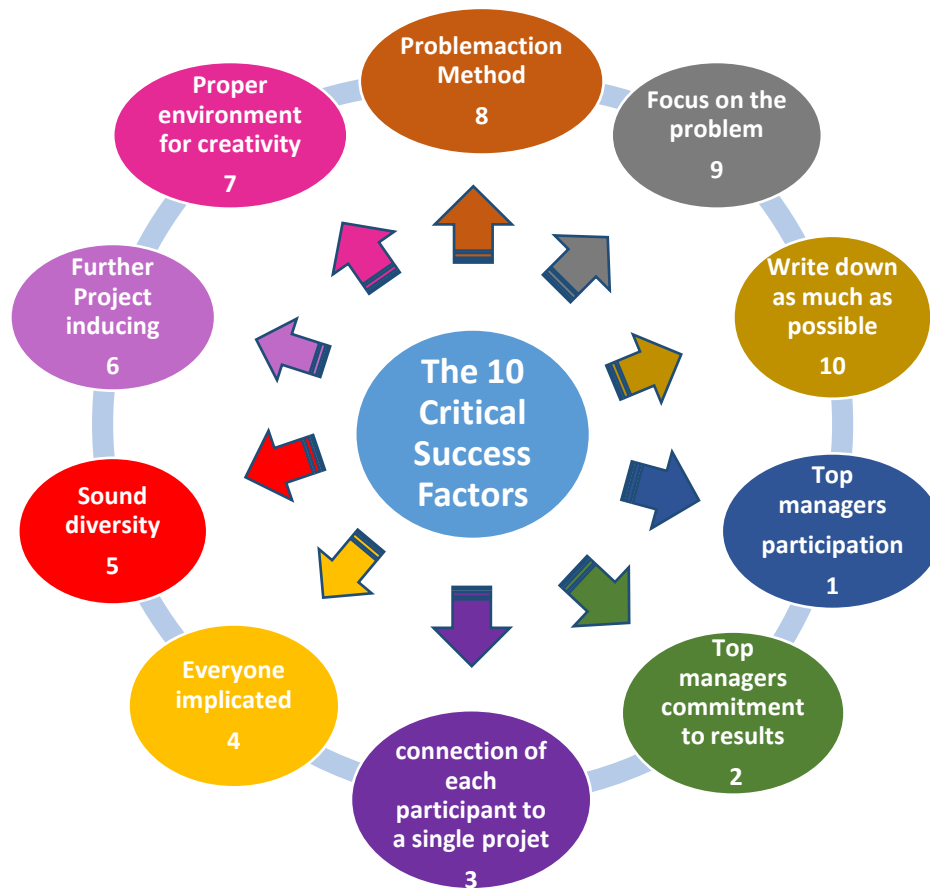 Problemaction
Method
8
Focus on the
problem
9
Write down
as much as
possible
10
Top
managers
participation
1
Top
managers
commitment
to results
2
connection of
each
participant to
a single projet
3
Everyone
implicated
4
Sound
diversity
5
Further
Project
inducing
6
Proper
environment
for creativity
7
The 10
Critical
Success
Factors